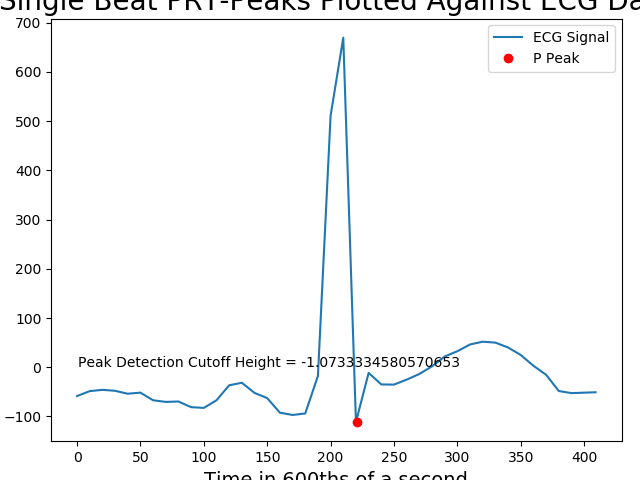 Single Beat PRT-Peaks Plotted Against ECG Da
700
600
500
400
300
200
100
0
−100
ECG Signal
P Peak
Peak Detection Cutoff Height = -1.0733334580570653
0 50 100 150 200 250 300 350 400
Time in 600ths of a second